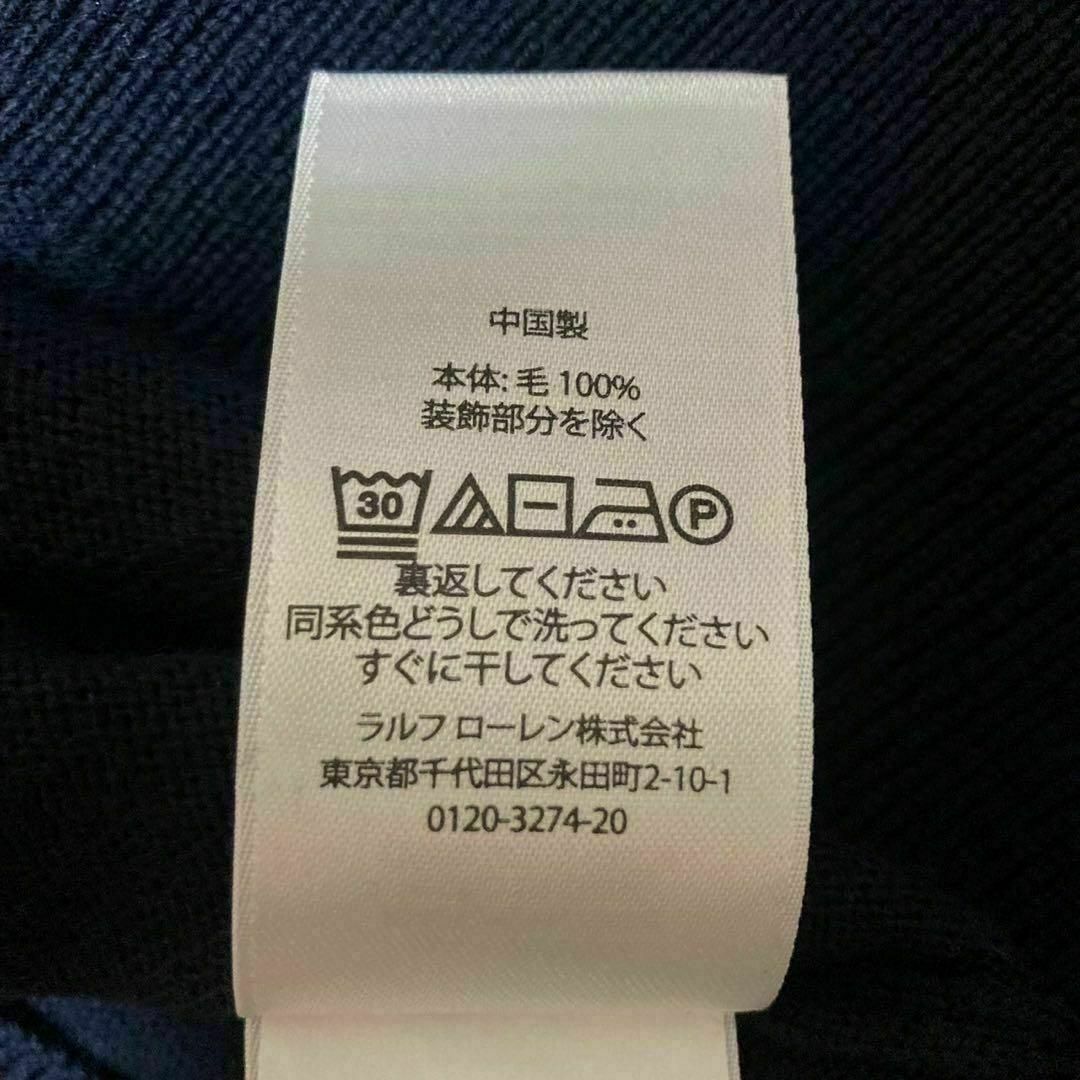 中国製
本体: 毛 100%
装飾部分を除く
30 P
裏返してください
同系色どうしで洗ってください
すぐに干してください
ラルフ ローレン株式会社
東京都千代田区永田町2-10-1
0120-3274-20